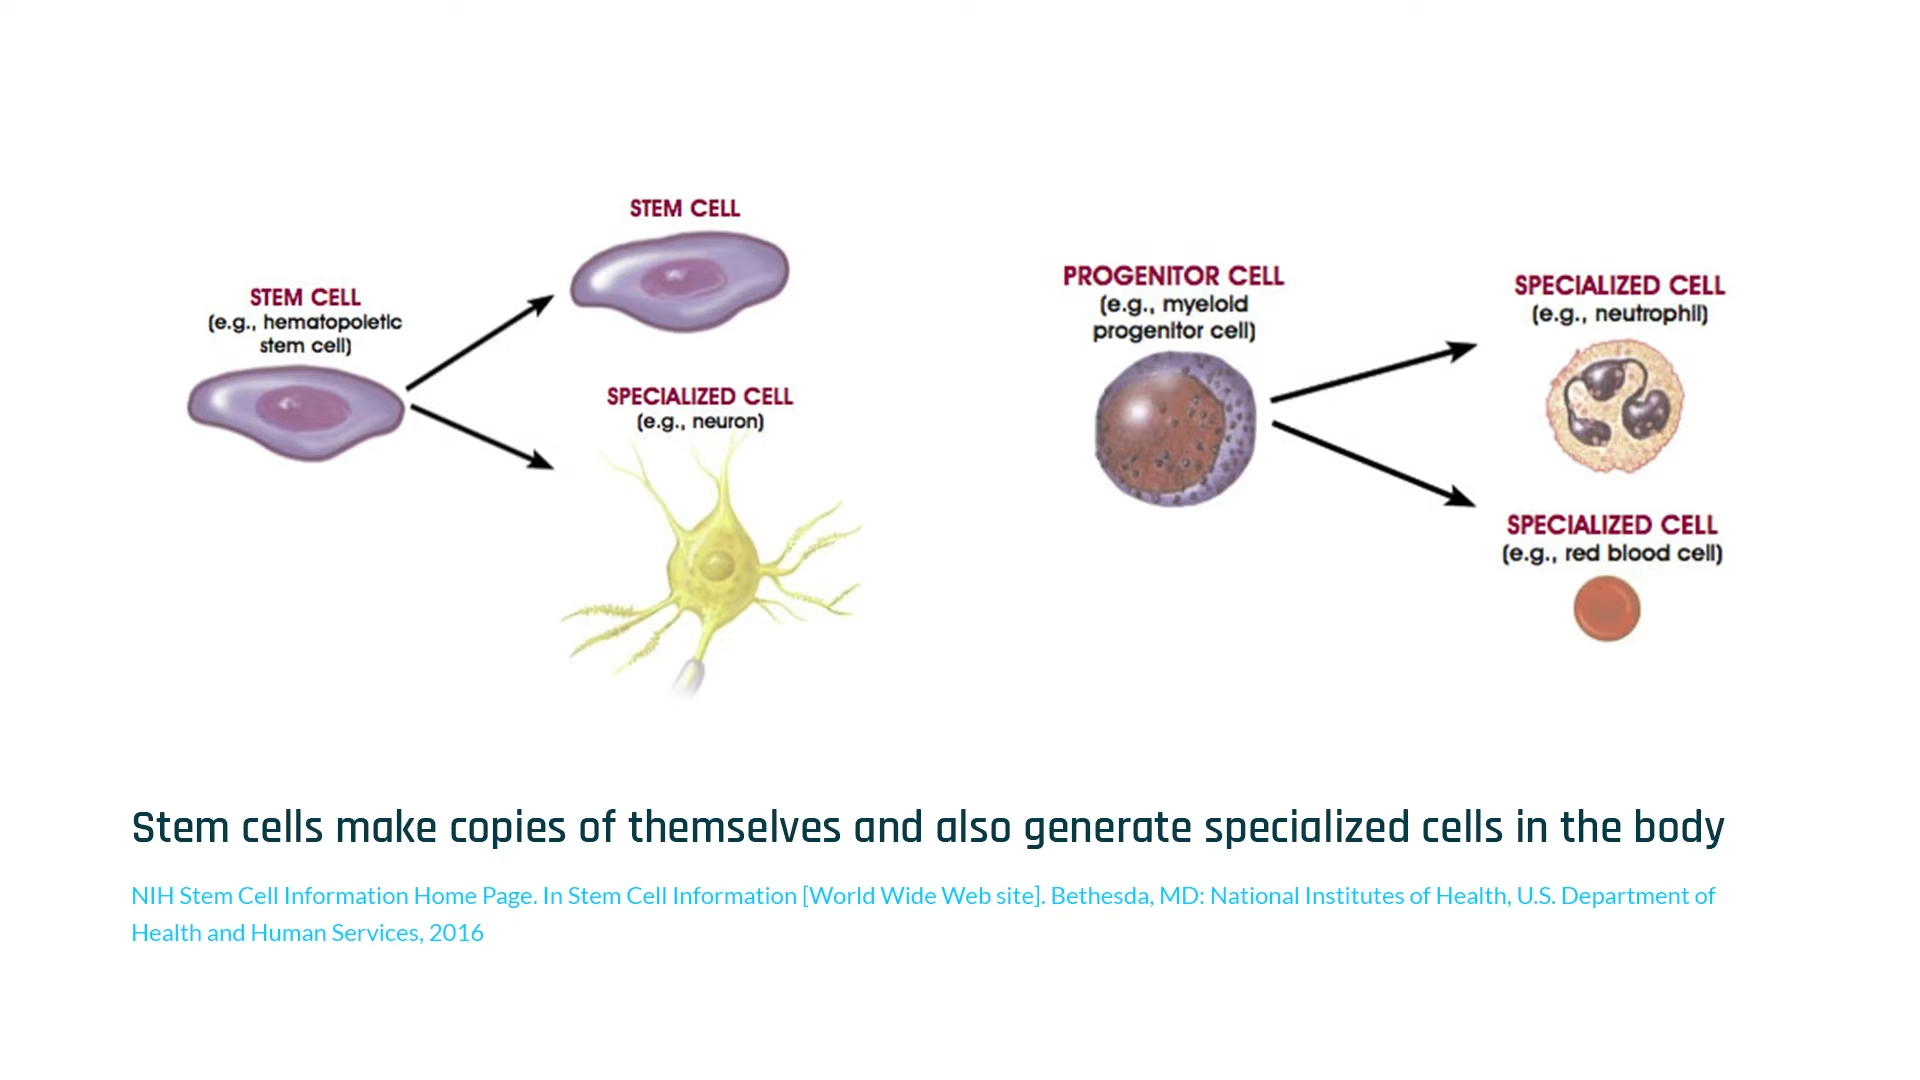 STEM CELL
(e.g., hematopoietic
stem cell)
STEM CELL
SPECIALIZED CELL
(e.g., neuron)
PROGENITOR CELL
(e.g., myeloid
progenitor cell)
SPECIALIZED CELL
(e.g., neutrophil)
SPECIALIZED CELL
(e.g., red blood cell)
Stem cells make copies of themselves and also generate specialized cells in the body
NIH Stem Cell Information Home Page. In Stem Cell Information [World Wide Web site]. Bethesda, MD: National Institutes of Health, U.S. Department of
Health and Human Services, 2016